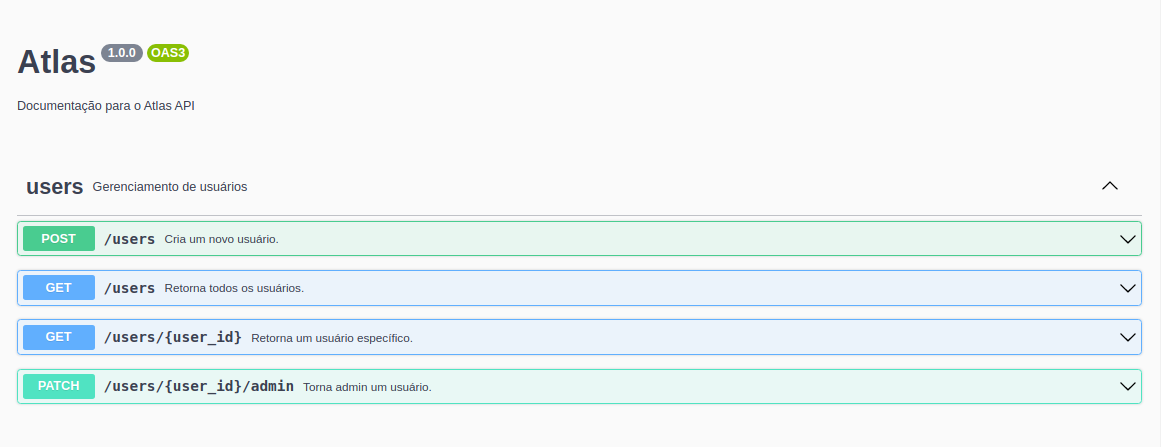 Atlas 1.0.0 OAS3
Documentação para o Atlas API
users Gerenciamento de usuários
POST /users Cria um novo usuário.
GET /users Retorna todos os usuários.
GET /users/{user_id} Retorna um usuário específico.
PATCH /users/{user_id}/admin Torna admin um usuário.